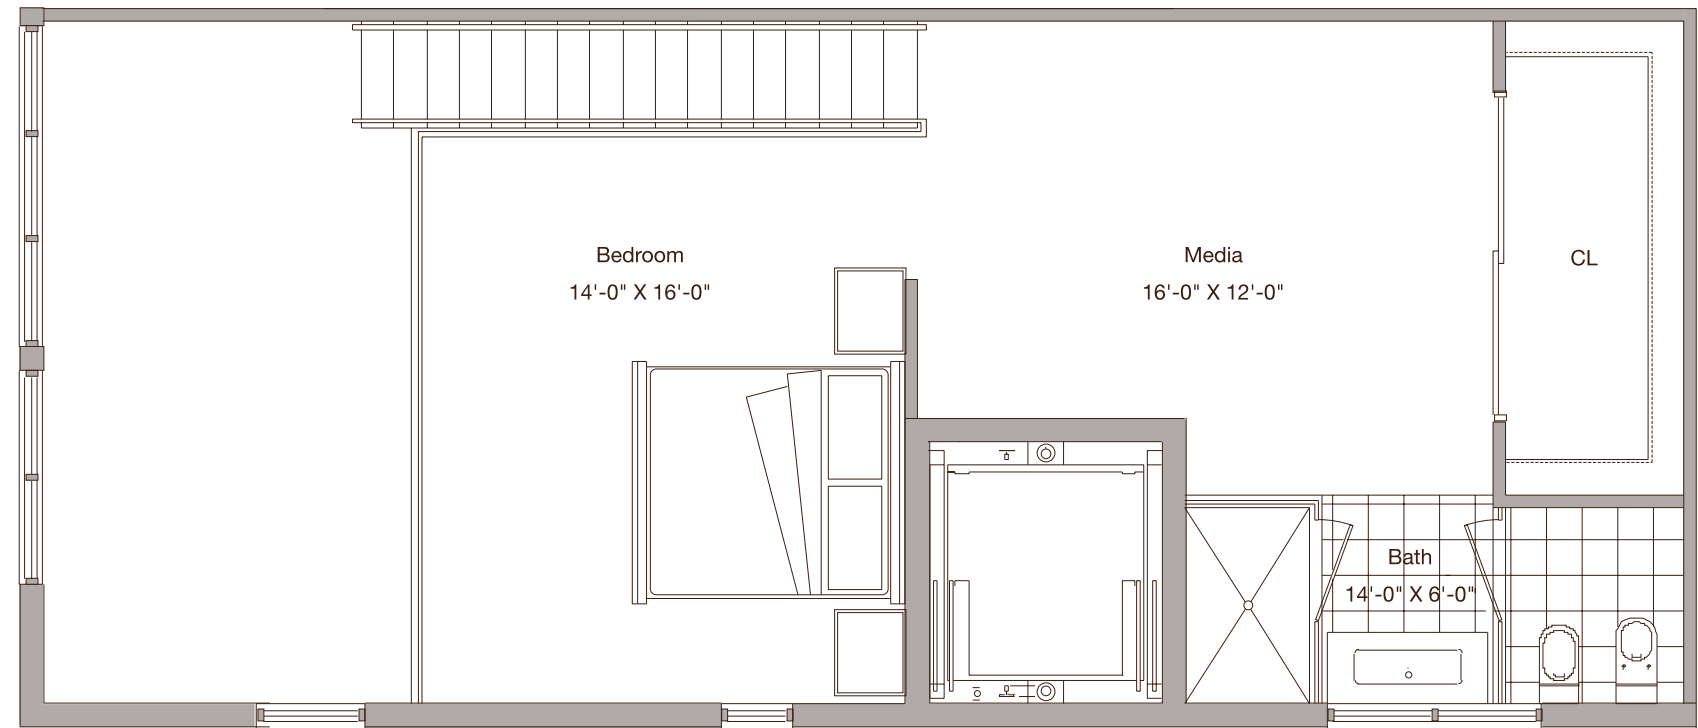 Bedroom
14'-0" X 16'-0"
Media
16'-0" X 12'-0"
CL
Bath
14'-0" X 6'-0"